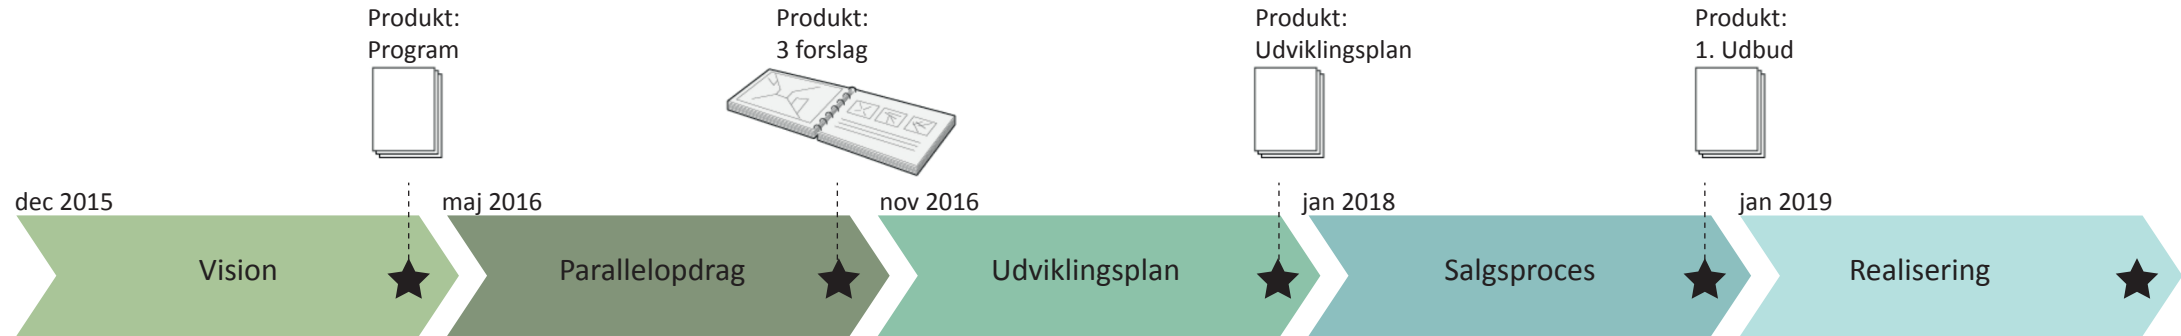 Produkt:
Program
Produkt:
3 forslag
Produkt:
Udviklingsplan
Produkt:
1. Udbud
dec 2015
maj 2016
nov 2016
jan 2018
jan 2019
Vision
Parallelopdrag
Udviklingsplan
Salgsproces
Realisering